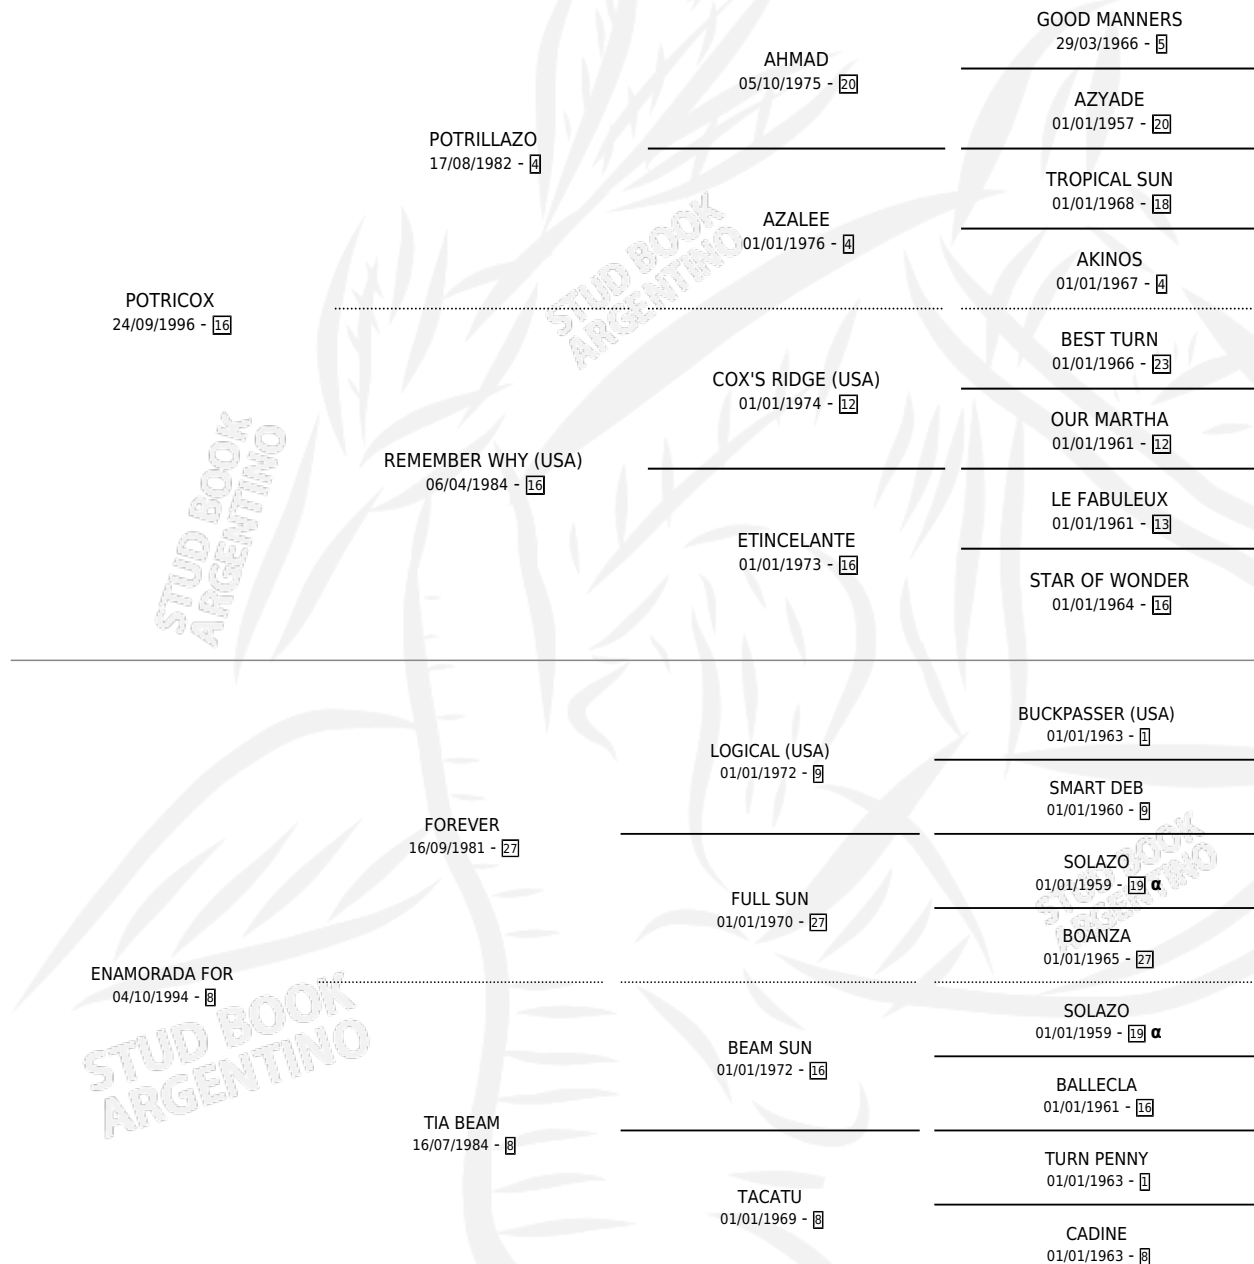 GOOD MANNERS
29/03/1966 - 5
AHMAD
05/10/1975 - 20
AZYADE
01/01/1957 - 20
POTRILLAZO
17/08/1982 - 4
TROPICAL SUN
01/01/1968 - 18
AZALEE
01/01/1976 - 4
AKINOS
01/01/1967 - 4
STUD BOOK
ARGENTINO
POTRICOX
24/09/1996 - 16
BEST TURN
01/01/1966 - 23
COX'S RIDGE (USA)
01/01/1974 - 12
OUR MARTHA
01/01/1961 - 12
REMEMBER WHY (USA)
06/04/1984 - 16
LE FABULEUX
01/01/1961 - 13
ETINCELANTE
01/01/1973 - 16
STAR OF WONDER
01/01/1964 - 16
STUD BOOK
ARGENTINO
BUCKPASSER (USA)
01/01/1963 - 1
LOGICAL (USA)
01/01/1972 - 9
SMART DEB
01/01/1960 - 9
FOREVER
16/09/1981 - 27
SOLAZO
01/01/1959 - 19 α
FULL SUN
01/01/1970 - 27
BOANZA
01/01/1965 - 27
STUD BOOK
ARGENTINO
ENAMORADA FOR
04/10/1994 - 8
SOLAZO
01/01/1959 - 19 α
BEAM SUN
01/01/1972 - 16
BALLECLA
01/01/1961 - 16
STUD BOOK
ARGENTINO
TIA BEAM
16/07/1984 - 8
TURN PENNY
01/01/1963 - 1
TACATU
01/01/1969 - 8
CADINE
01/01/1963 - 8